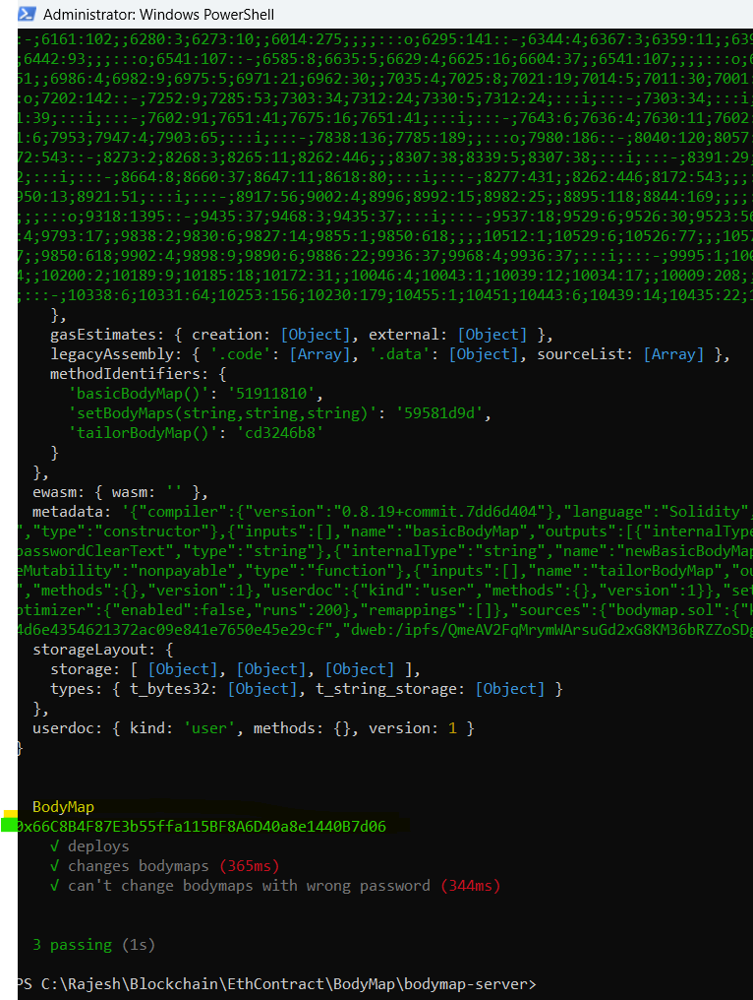 Administrator: Windows PowerShell
:-;6161:102;;6280:3;6273:10;;6014:275;;;;:::o;6295:141::-;6344:4;6367:3;6359:11;;639
;6442:93;;;:::o;6541:107::-;6585:8;6635:5;6629:4;6625:16;6604:37;;6541:107;;;;:::o;6
51;;6986:4;6982:9;6975:5;6971:21;6962:30;;7035:4;7025:8;7021:19;7014:5;7011:30;7001:
:o;7202:142::-;7252:9;7285:53;7303:34;7312:24;7330:5;7312:24;;:::i;:::-;7303:34;;:::i
1:39;:::i;:::-;7602:91;7651:41;7675:16;7651:41;:::i;:::-;7643:6;7636:4;7630:11;7602:
1:6;7953;7947:4;7903:65;:::i;:::-;7838:136;7785:189;;:::o;7980:186::-;8040:120;8057:
72:543::-;8273:2;8268:3;8265:11;8262:446;;;8307:38;8339:5;8307:38;:::i;:::-;8391:29;
2;:::i;:::-;8664:8;8660:37;8647:11;8618:80;:::i;:::-;8277:431;;8262:446;8172:543;;;;
950:13;8921:51;:::i;:::-;8917:56;9002:4;8996;8992:15;8982:25;;8895:118;8844:169;;;;:
;;;:::o;9318:1395::-;9435:37;9468:3;9435:37;:::i;:::-;9537:18;9529:6;9526:30;9523:56
:4;9793:17;;9838:2;9830:6;9827:14;9855:1;9850:618;;;;10512:1;10529:6;10526:77;;;1057
7;;9850:618;9902:4;9898:9;9890:6;9886:22;9936:37;9968:4;9936:37;:::i;:::-;9995:1;100
4;;10200:2;10189:9;10185:18;10172:31;;10046:4;10043:1;10039:12;10034:17;;10009:208;;
;:::-;10338:6;10331:64;10253:156;10230:179;10455:1;10451;10443:6;10439:14;10435:22;1
},
gasEstimates: { creation: [Object], external: [Object] },
legacyAssembly: { '.code': [Array], '.data': [Object], sourceList: [Array] },
methodIdentifiers: {
'basicBodyMap()': '51911810',
'setBodyMaps(string,string,string)': '59581d9d',
'tailorBodyMap()': 'cd3246b8'
}
},
ewasm: { wasm: '' },
metadata: '{"compiler":{"version":"0.8.19+commit.7dd6d404"},"language":"Solidity",
","type":"constructor"},{"inputs":[],"name":"basicBodyMap","outputs":[{"internalType
passwordClearText","type":"string"},{"internalType":"string","name":"newBasicBodyMap
eMutability":"nonpayable","type":"function"},{"inputs":[],"name":"tailorBodyMap","ou
","methods":{},"version":1},"userdoc":{"kind":"user","methods":{},"version":1}},"set
ptimizer":{"enabled":false,"runs":200},"remappings":[]},"sources":{"bodymap.sol":{"k
4d6e4354621372ac09e841e7650e45e29cf","dweb:/ipfs/QmeAV2FqMrymWArsuGd2xG8KM36bRZZoSDg
storageLayout: {
storage: [ [Object], [Object], [Object] ],
types: { t_bytes32: [Object], t_string_storage: [Object] }
},
userdoc: { kind: 'user', methods: {}, version: 1 }
}
BodyMap
0x66C8B4F87E3b55ffa115BF8A6D40a8e1440B7d06
√ deploys
√ changes bodymaps (365ms)
√ can't change bodymaps with wrong password (344ms)
3 passing (1s)
PS C:\Rajesh\Blockchain\EthContract\BodyMap\bodymap-server>